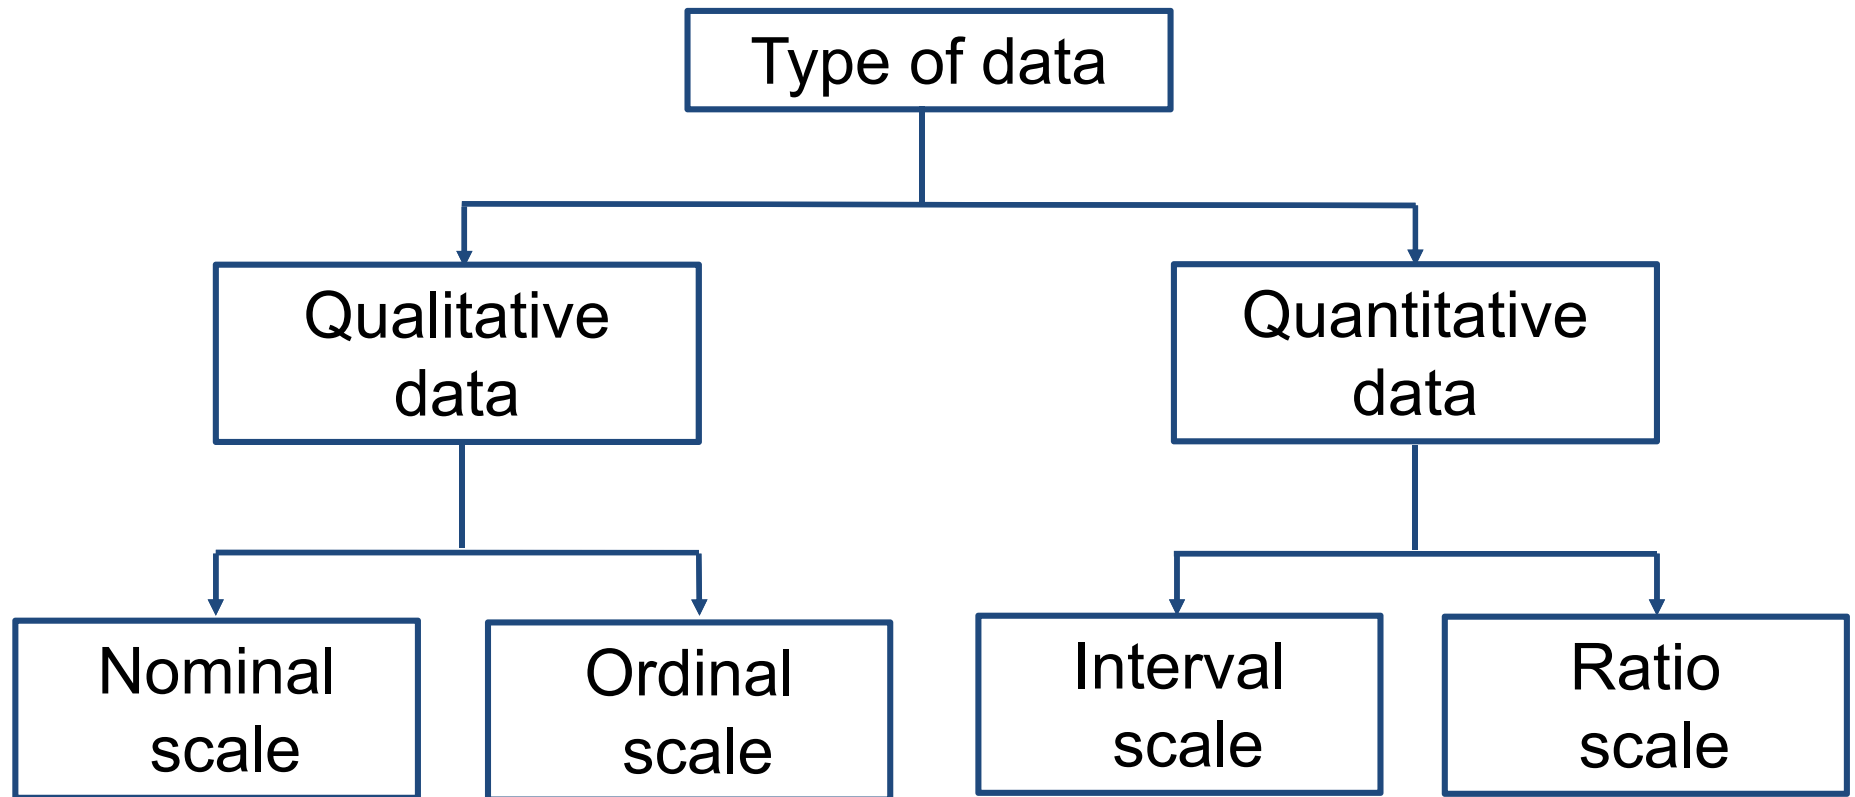 Type of data
Qualitative
data
Quantitative
data
Nominal
scale
Ordinal
scale
Interval
scale
Ratio
scale